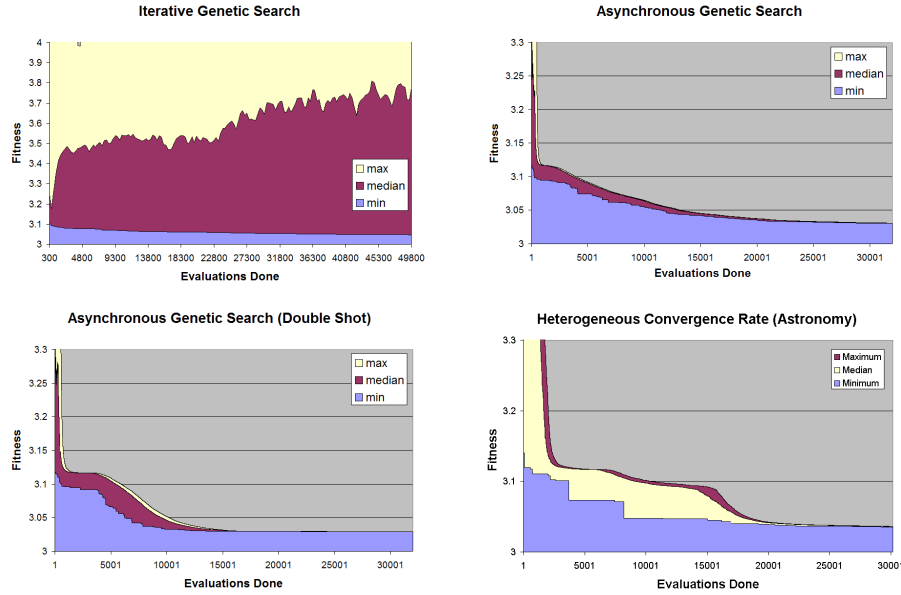 Iterative Genetic Search
4
3.9
3.8
3.7
3.6
3.5
3.4
3.3
3.2
3.1
3
Fitness
max
median
min
300 4800 9300 13800 18800 22800 27300 31800 36300 40800 45300 49800
Evaluations Done
Asynchronous Genetic Search
3.3
3.25
3.2
3.15
3.1
3.05
3
Fitness
max
median
min
1 5001 10001 15001 20001 25001 30001
Evaluations Done
Asynchronous Genetic Search (Double Shot)
3.3
3.25
3.2
3.15
3.1
3.05
3
Fitness
max
median
min
1 5001 10001 15001 20001 25001 30001
Evaluations Done
Heterogeneous Convergence Rate (Astronomy)
3.3
3.2
3.1
3
Fitness
Maximum
Median
Minimum
1 5001 10001 15001 20001 25001 30001
Evaluations Done